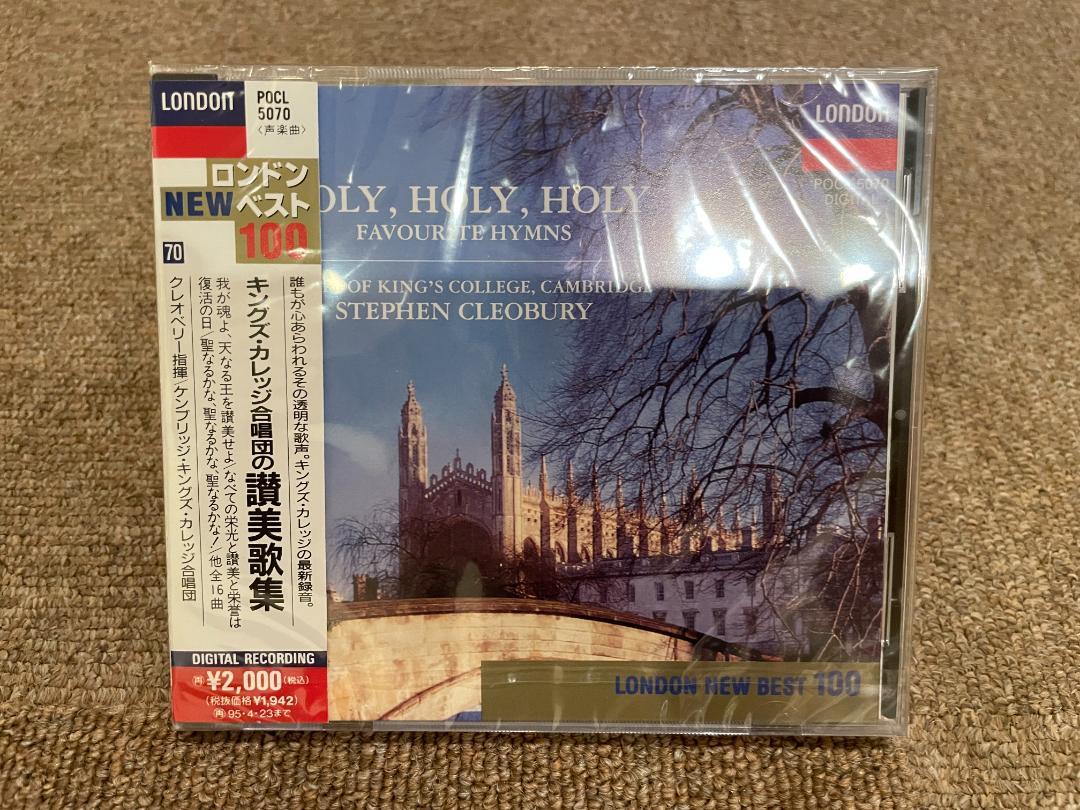 LONDON
POCL
5070
〈声楽曲〉
ロンドン
NEWベスト
100
70
誰もが心あらわれるその透明な歌声。キングズ・カレッジの最新録音。
キングズ・カレッジ合唱団の讃美歌集
我が魂よ、天なる王を讃美せよ/なべての栄光と讃美と栄誉は
復活の日/聖なるかな、聖なるかな、聖なるかな!/他 全16曲
クレオベリー指揮/ケンブリッジ・キングズ・カレッジ合唱団
DIGITAL RECORDING
再 ¥2,000(税込)
(税抜価格¥1,942)
再 95・4・23まで
LONDON
POCL-5070
DIGITAL
OLY, HOLY, HOLY
FAVOURITE HYMNS
OF KING'S COLLEGE, CAMBRIDGE
STEPHEN CLEOBURY
LONDON NEW BEST 100